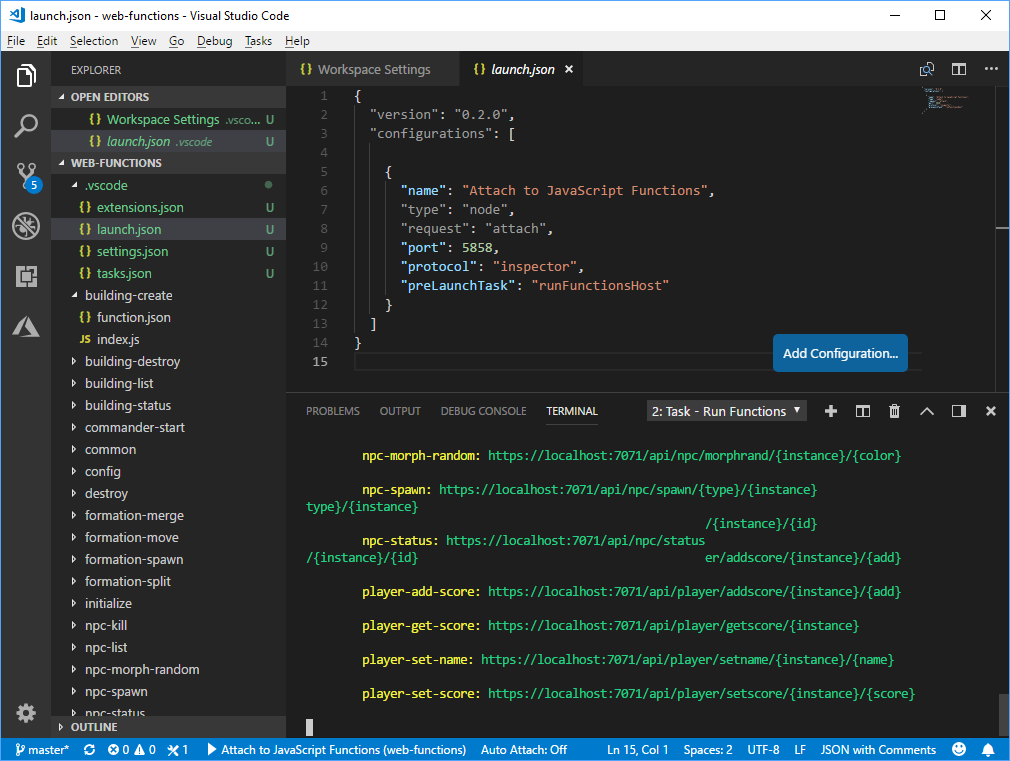 launch.json - web-functions - Visual Studio Code
File Edit Selection View Go Debug Tasks Help
EXPLORER
OPEN EDITORS
{} Workspace Settings .vsco... U
{} launch.json .vscode U
WEB-FUNCTIONS
.vscode
{} extensions.json U
{} launch.json U
{} settings.json U
{} tasks.json U
building-create
{} function.json
JS index.js
building-destroy
building-list
building-status
commander-start
common
config
destroy
formation-merge
formation-move
formation-spawn
formation-split
initialize
npc-kill
npc-list
npc-morph-random
npc-spawn
npc-status
OUTLINE
5
{} Workspace Settings
{} launch.json
1 {
2 "version": "0.2.0",
3 "configurations": [
4
5 {
6 "name": "Attach to JavaScript Functions",
7 "type": "node",
8 "request": "attach",
9 "port": 5858,
10 "protocol": "inspector",
11 "preLaunchTask": "runFunctionsHost"
12 }
13 ]
14 }
15
Add Configuration...
PROBLEMS OUTPUT DEBUG CONSOLE TERMINAL
2: Task - Run Functions
npc-morph-random: https://localhost:7071/api/npc/morphrand/{instance}/{color}
npc-spawn: https://localhost:7071/api/npc/spawn/{type}/{instance}
type}/{instance}
/{instance}/{id}
npc-status: https://localhost:7071/api/npc/status
/{instance}/{id} er/addscore/{instance}/{add}
player-add-score: https://localhost:7071/api/player/addscore/{instance}/{add}
player-get-score: https://localhost:7071/api/player/getscore/{instance}
player-set-name: https://localhost:7071/api/player/setname/{instance}/{name}
player-set-score: https://localhost:7071/api/player/setscore/{instance}/{score}
master* 0 0 1 Attach to JavaScript Functions (web-functions) Auto Attach: Off Ln 15, Col 1 Spaces: 2 UTF-8 LF JSON with Comments